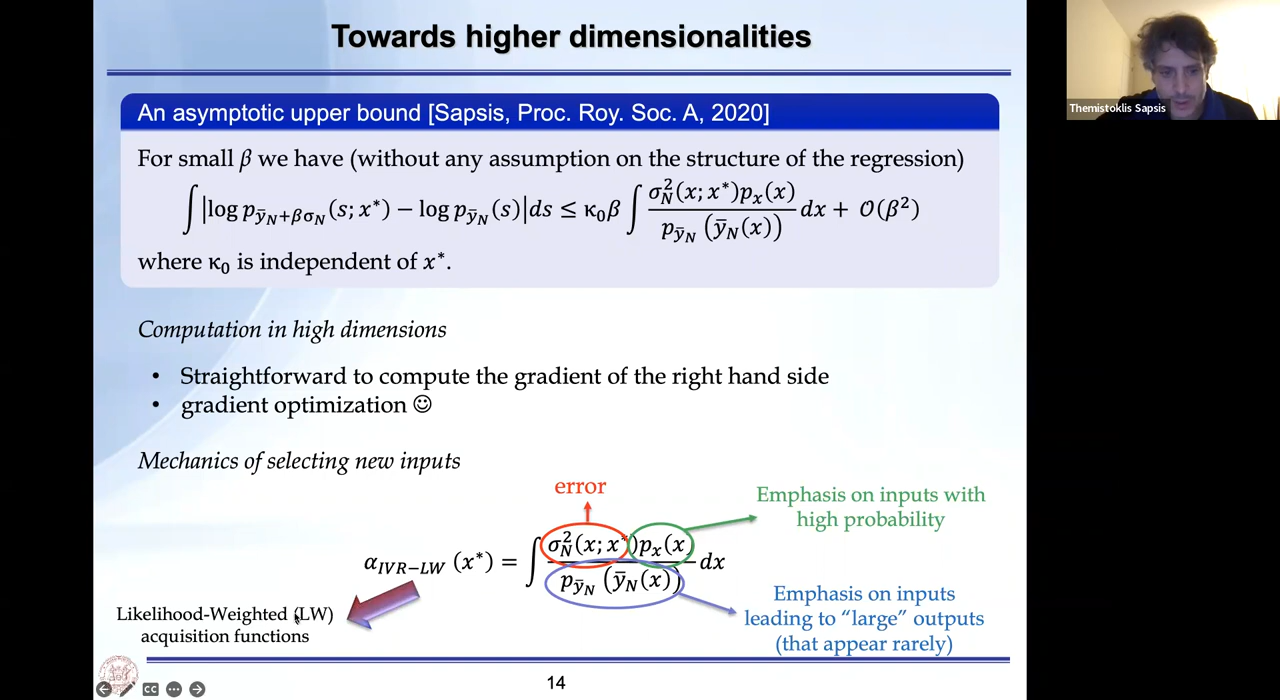 Towards higher dimensionalities
An asymptotic upper bound [Sapsis, Proc. Roy. Soc. A, 2020]
For small β we have (without any assumption on the structure of the regression)
∫|log p_{ȳ_N+βσ_N}(s; x*) − log p_{ȳ_N}(s)|ds ≤ κ₀β ∫ σ_N²(x; x*)p_x(x) / p_{ȳ_N}(ȳ_N(x)) dx + 𝒪(β²)
where κ₀ is independent of x*.
Computation in high dimensions
• Straightforward to compute the gradient of the right hand side
• gradient optimization ☺
Mechanics of selecting new inputs
error
Emphasis on inputs with
high probability
α_{IVR−LW}(x*) = ∫ σ_N²(x; x*)p_x(x) / p_{ȳ_N}(ȳ_N(x)) dx
Likelihood-Weighted (LW)
acquisition functions
Emphasis on inputs
leading to “large” outputs
(that appear rarely)
14
CC
Themistoklis Sapsis